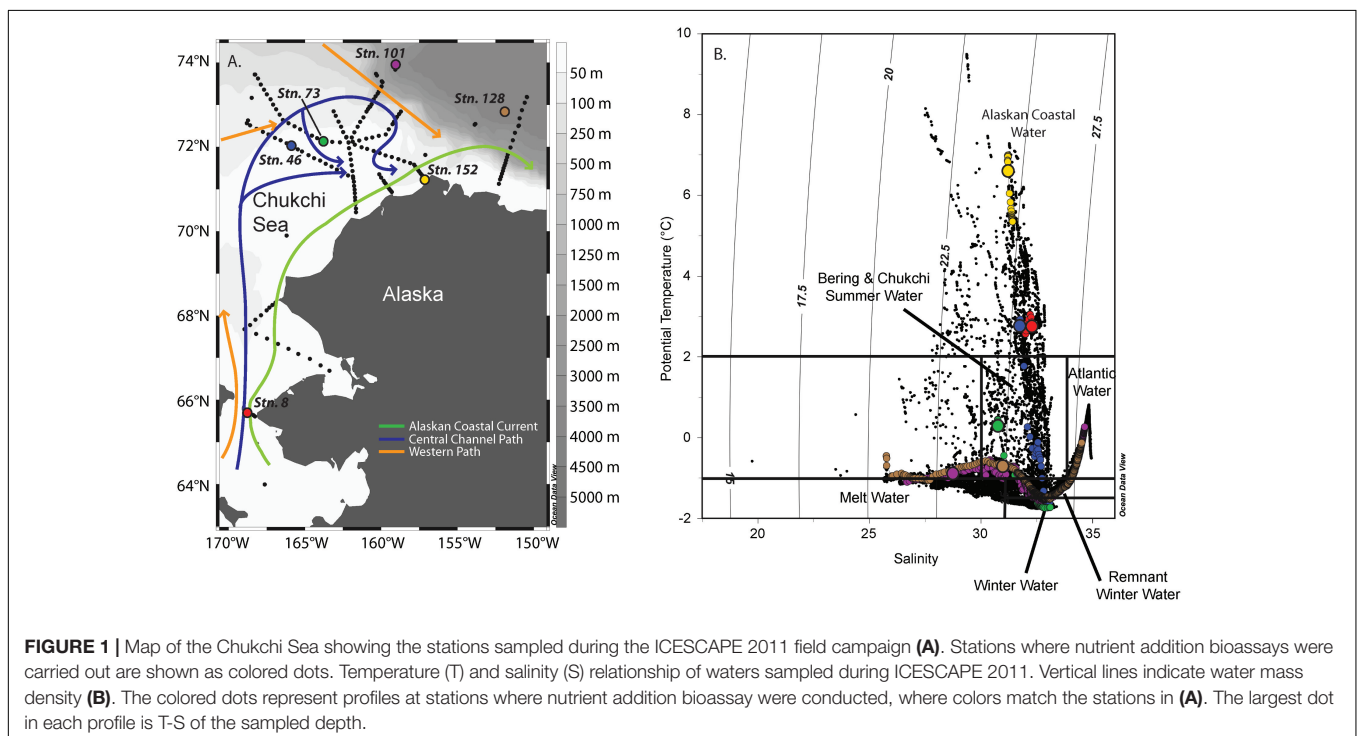 A.
Stn. 101
Stn. 73
Stn. 128
Stn. 46
Stn. 152
Chukchi
Sea
Alaska
Stn. 8
Alaskan Coastal Current
Central Channel Path
Western Path
74°N
72°N
70°N
68°N
66°N
64°N
170°W
165°W
160°W
155°W
150°W
50 m
100 m
250 m
500 m
750 m
1000 m
1250 m
1500 m
2000 m
2500 m
3000 m
3500 m
4000 m
4500 m
5000 m
Ocean Data View
B.
10
8
6
4
2
0
-2
Potential Temperature (°C)
20
25
30
35
Salinity
15
17.5
20
22.5
27.5
Alaskan Coastal
Water
Bering & Chukchi
Summer Water
Atlantic
Water
Melt Water
Winter Water
Remnant
Winter Water
Ocean Data View
FIGURE 1 | Map of the Chukchi Sea showing the stations sampled during the ICESCAPE 2011 field campaign (A). Stations where nutrient addition bioassays were
carried out are shown as colored dots. Temperature (T) and salinity (S) relationship of waters sampled during ICESCAPE 2011. Vertical lines indicate water mass
density (B). The colored dots represent profiles at stations where nutrient addition bioassay were conducted, where colors match the stations in (A). The largest dot
in each profile is T-S of the sampled depth.